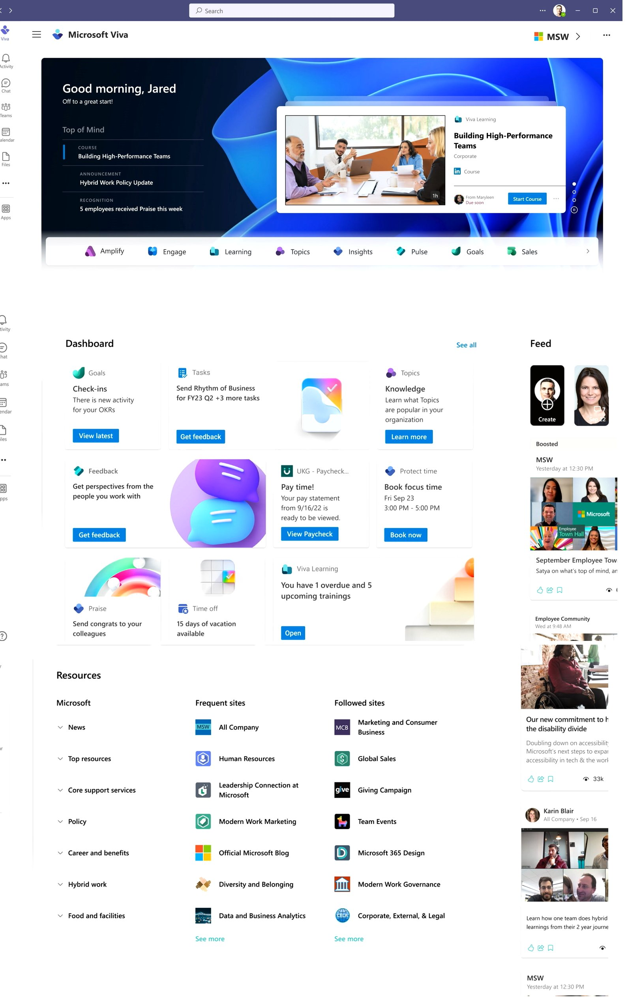 Search
Viva
Microsoft Viva
MSW
Activity
Chat
Teams
alendar
Files
Apps
Good morning, Jared
Off to a great start!
Top of Mind
COURSE
Building High-Performance Teams
ANNOUNCEMENT
Hybrid Work Policy Update
RECOGNITION
5 employees received Praise this week
1h
Viva Learning
Building High-Performance
Teams
Corporate
in Course
From Maryleen
Due soon
Start Course
Amplify
Engage
Learning
Topics
Insights
Pulse
Goals
Sales
tivity
hat
ams
endar
iles
pps
Dashboard
See all
Goals
Check-ins
There is new activity
for your OKRs
View latest
Tasks
Send Rhythm of Business
for FY23 Q2 +3 more tasks
Get feedback
Topics
Knowledge
Learn what Topics
are popular in your
organization
Learn more
Feedback
Get perspectives from the
people you work with
Get feedback
UKG - Paycheck...
Pay time!
Your pay statement
from 9/16/22 is
ready to be viewed.
View Paycheck
Protect time
Book focus time
Fri Sep 23
3:00 PM - 5:00 PM
Book now
Praise
Send congrats to your
colleagues
Time off
15 days of vacation
available
Viva Learning
You have 1 overdue and 5
upcoming trainings
Open
Feed
Create
7
Sep 22
Boosted
MSW
Yesterday at 12:30 PM
Microsoft
Employee
Town Hall
September Employee Tow
Satya on what's top of mind, an
Employee Community
Wed at 9:48 AM
Our new commitment to h
the disability divide
Doubling down on accessibility
Microsoft's next steps to expan
accessibility in tech & the work
33k
Karin Blair
All Company • Sep 16
Learn how one team does hybrid
learnings from their 2 year journe
MSW
Yesterday at 12:30 PM
Resources
Microsoft
News
Top resources
Core support services
Policy
Career and benefits
Hybrid work
Food and facilities
Frequent sites
MSW All Company
Human Resources
Leadership Connection at
Microsoft
Modern Work Marketing
Official Microsoft Blog
Diversity and Belonging
Data and Business Analytics
See more
Followed sites
MCB Marketing and Consumer
Business
Global Sales
give Giving Campaign
Team Events
Microsoft 365 Design
Modern Work Governance
CELA Corporate, External, & Legal
See more